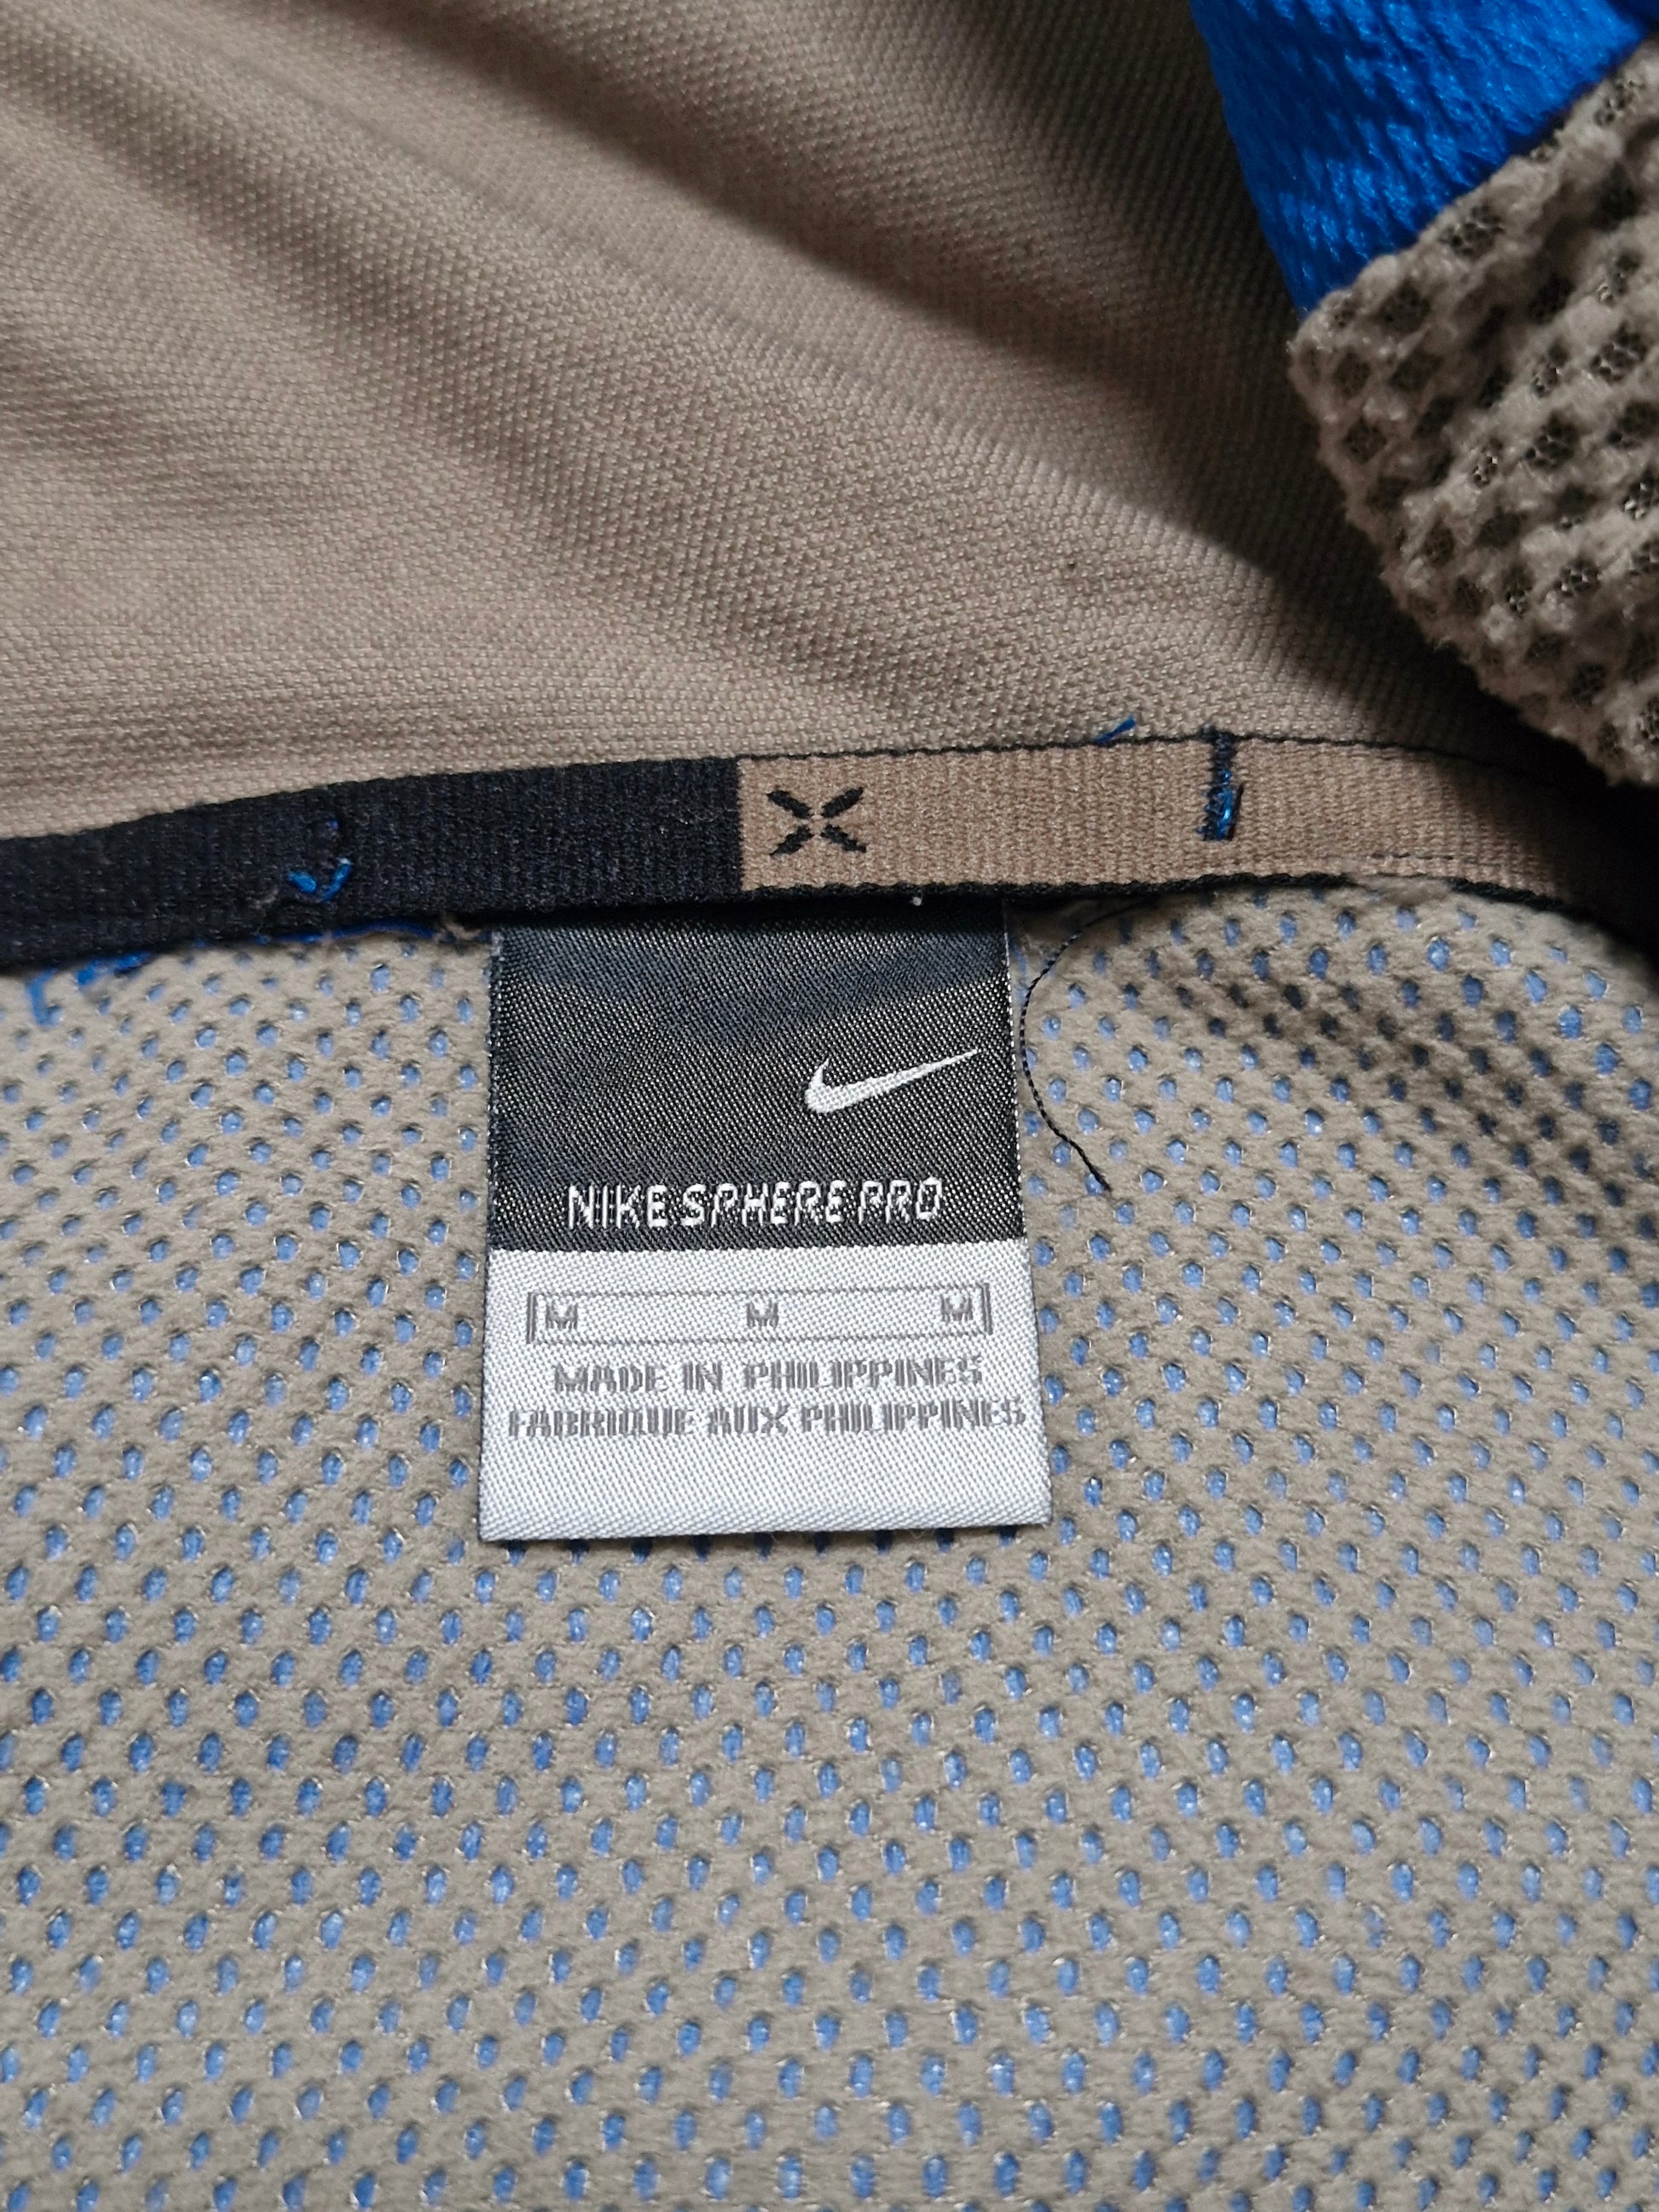 NIKE SPHERE PRO
M M M
MADE IN PHILIPPINES
FABRIQUE AUX PHILIPPINES